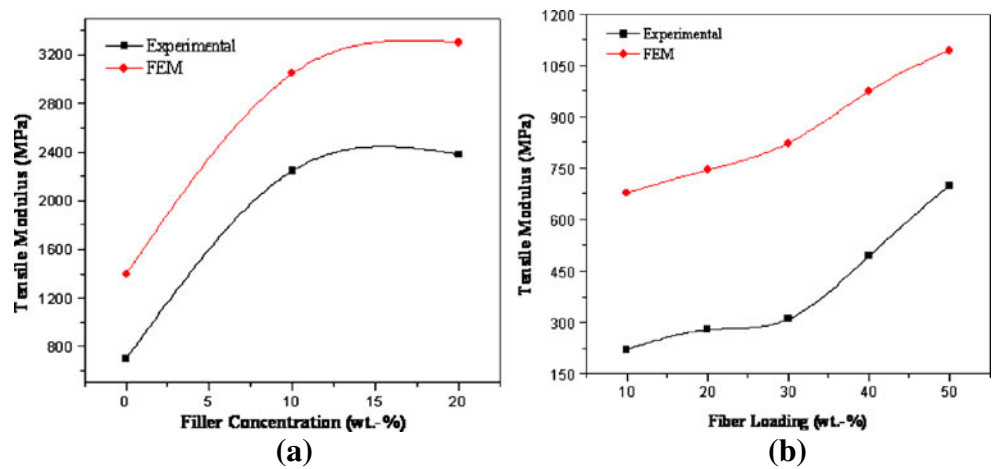 Experimental
FEM
Tensile Modulus (MPa)
3200
2800
2400
2000
1600
1200
800
0
5
10
15
20
Filler Concentration (wt.-%)
(a)
Experimental
FEM
Tensile Modulus (MPa)
1200
1050
900
750
600
450
300
150
10
20
30
40
50
Fiber Loading (wt.-%)
(b)